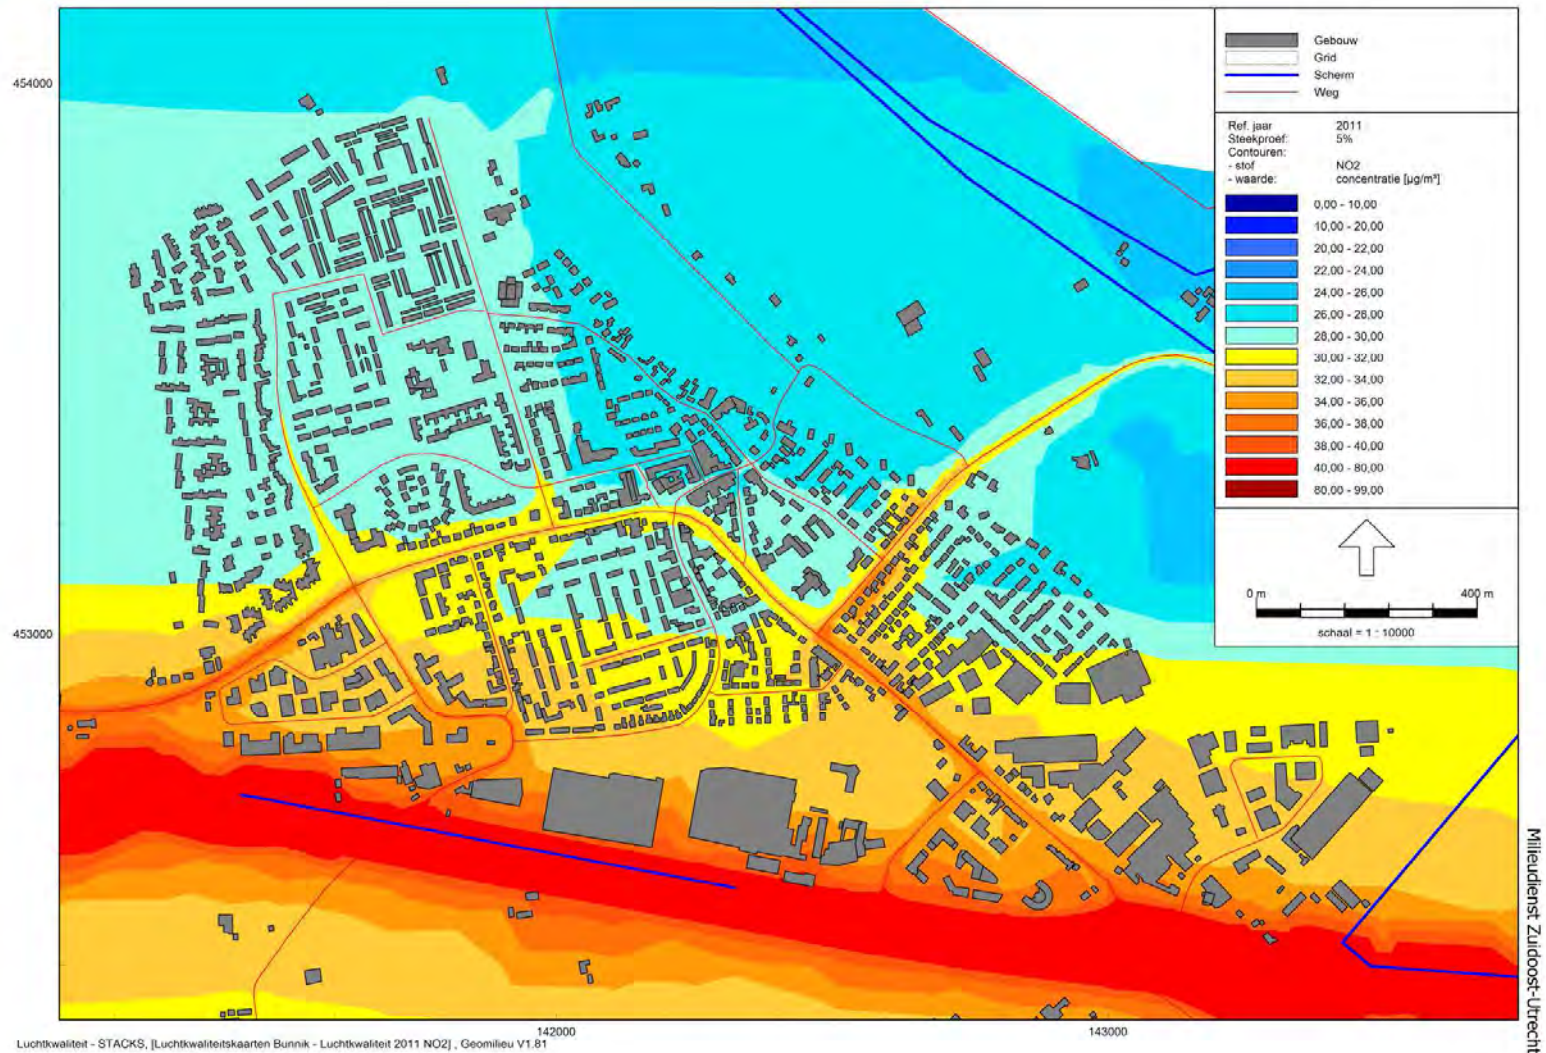 454000
453000
142000
143000
Gebouw
Grid
Scherm
Weg
Ref. jaar 2011
Steekproef: 5%
Contouren:
- stof NO2
- waarde: concentratie [µg/m³]
0,00 - 10,00
10,00 - 20,00
20,00 - 22,00
22,00 - 24,00
24,00 - 26,00
26,00 - 28,00
28,00 - 30,00
30,00 - 32,00
32,00 - 34,00
34,00 - 36,00
36,00 - 38,00
38,00 - 40,00
40,00 - 80,00
80,00 - 99,00
0 m 400 m
schaal = 1 : 10000
Milieudienst Zuidoost-Utrecht
Luchtkwaliteit - STACKS, [Luchtkwaliteitskaarten Bunnik - Luchtkwaliteit 2011 NO2] , Geomilieu V1.81